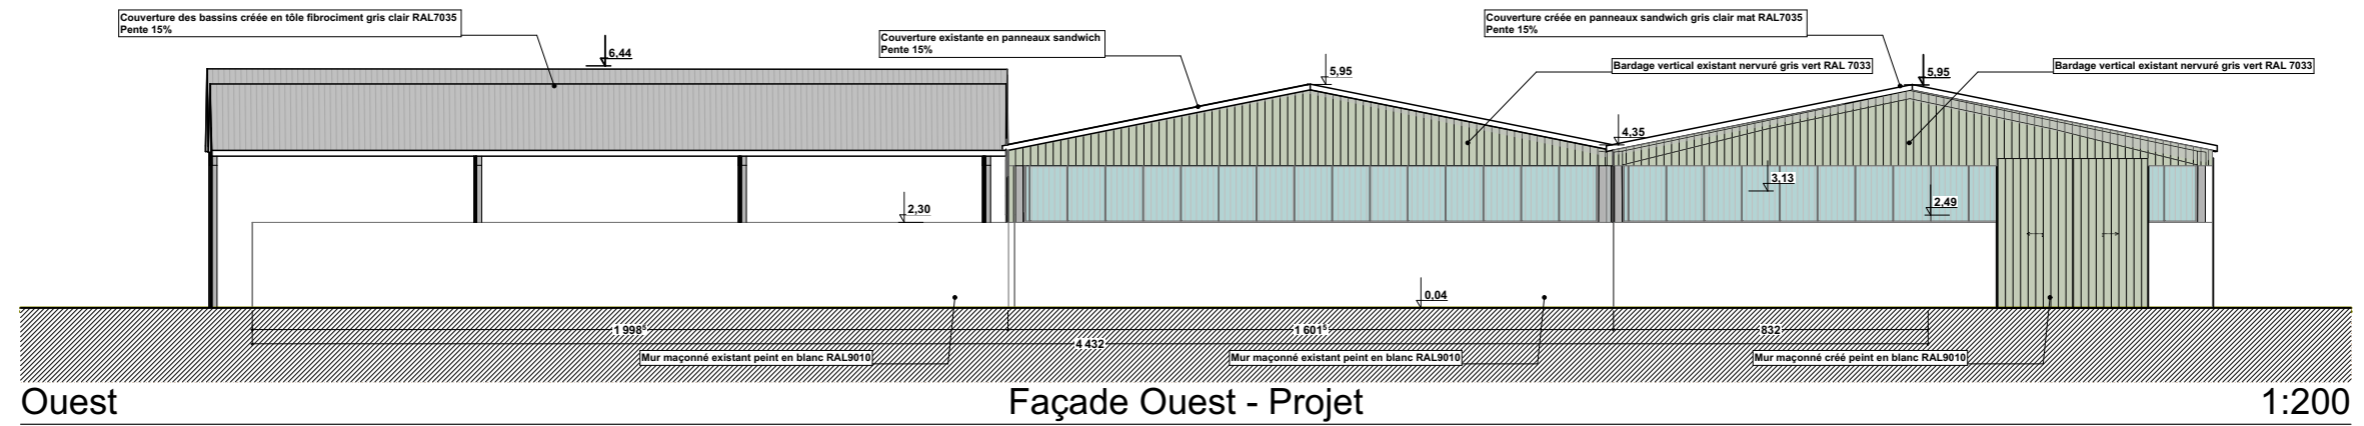 Couverture des bassins créée en tôle fibrociment gris clair RAL7035
Pente 15%
6,44
Couverture existante en panneaux sandwich
Pente 15%
5,95
Couverture créée en panneaux sandwich gris clair mat RAL7035
Pente 15%
Bardage vertical existant nervuré gris vert RAL 7033
5,95
Bardage vertical existant nervuré gris vert RAL 7033
4,35
3,13
2,30
2,49
0,04
1 998⁵
1 601⁵
832
4 432
Mur maçonné existant peint en blanc RAL9010
Mur maçonné existant peint en blanc RAL9010
Mur maçonné créé peint en blanc RAL9010
Ouest
Façade Ouest - Projet
1:200